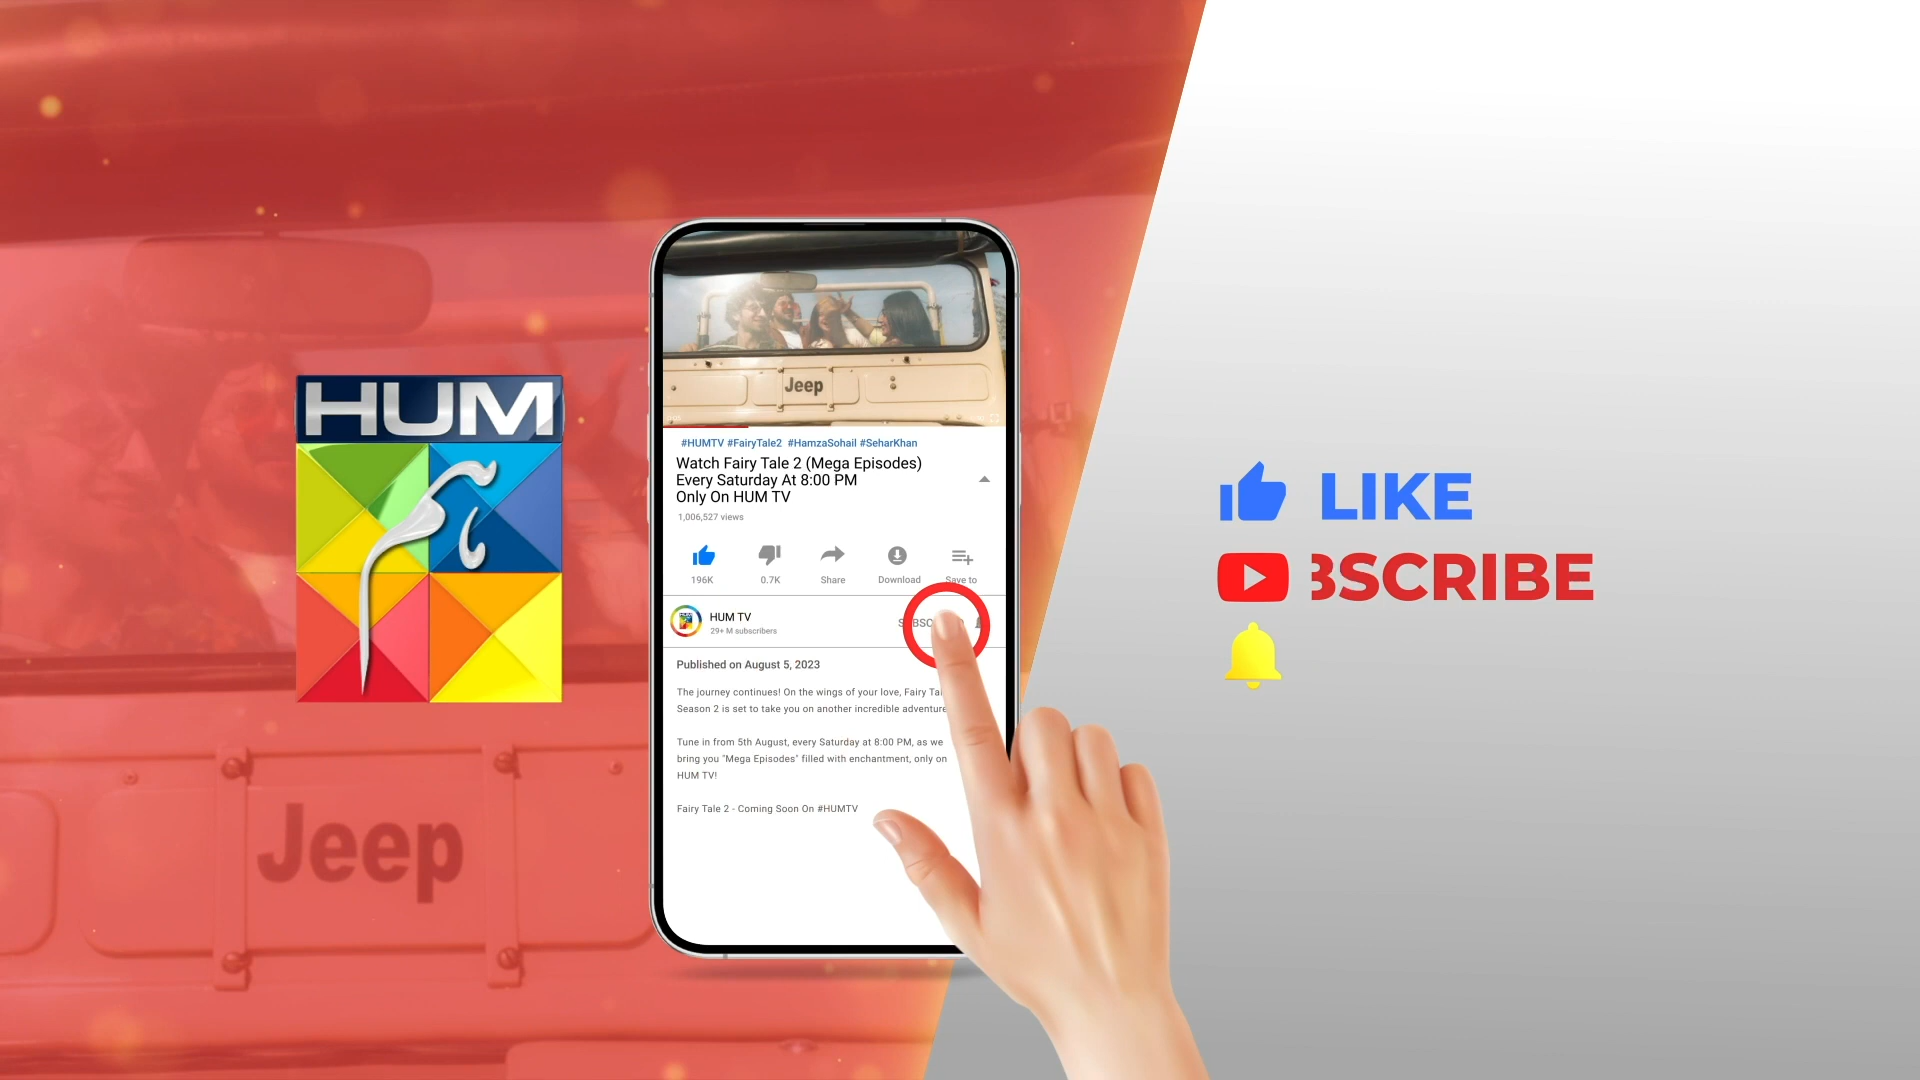 HUM
Jeep
Jeep
#HUMTV #FairyTale2 #HamzaSohail #SeharKhan
Watch Fairy Tale 2 (Mega Episodes)
Every Saturday At 8:00 PM
Only On HUM TV
1,006,527 views
196K
0.7K
Share
Download
Save to
HUM TV
29+ M subscribers
Published on August 5, 2023
The journey continues! On the wings of your love, Fairy
Season 2 is set to take you on another incredible adventure
Tune in from 5th August, every Saturday at 8:00 PM, as we
bring you "Mega Episodes" filled with enchantment, only on
HUM TV!
Fairy Tale 2 - Coming Soon On #HUMTV
LIKE
BSCRIBE